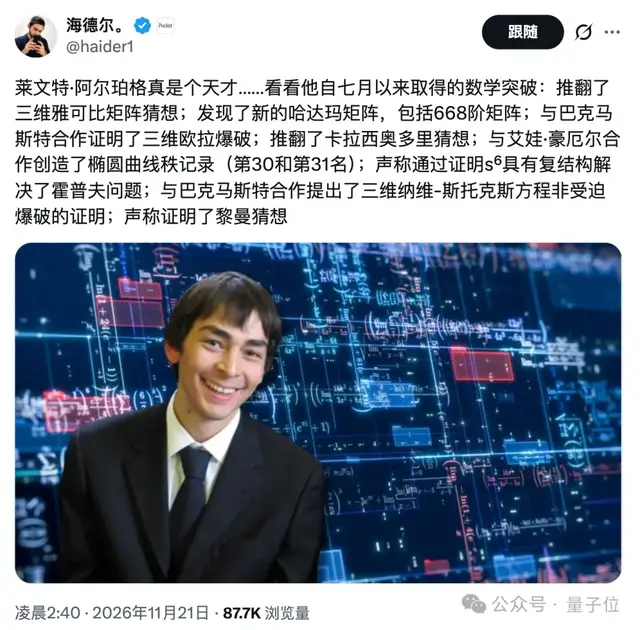 海德尔。
@haider1
跟随
莱文特·阿尔珀格真是个天才......看看他自七月以来取得的数学突破：推翻了
三维雅可比矩阵猜想；发现了新的哈达玛矩阵，包括668阶矩阵；与巴克马
斯特合作证明了三维欧拉爆破；推翻了卡拉西奥多里猜想；与艾娃·豪厄尔合
作创造了椭圆曲线秩记录（第30和第31名）；声称通过证明s⁶具有复结构解
决了霍普夫问题；与巴克马斯特合作提出了三维纳维-斯托克斯方程非受迫
爆破的证明；声称证明了黎曼猜想
凌晨2:40 · 2026年11月21日 · 87.7K 浏览量
公众号 · 量子位